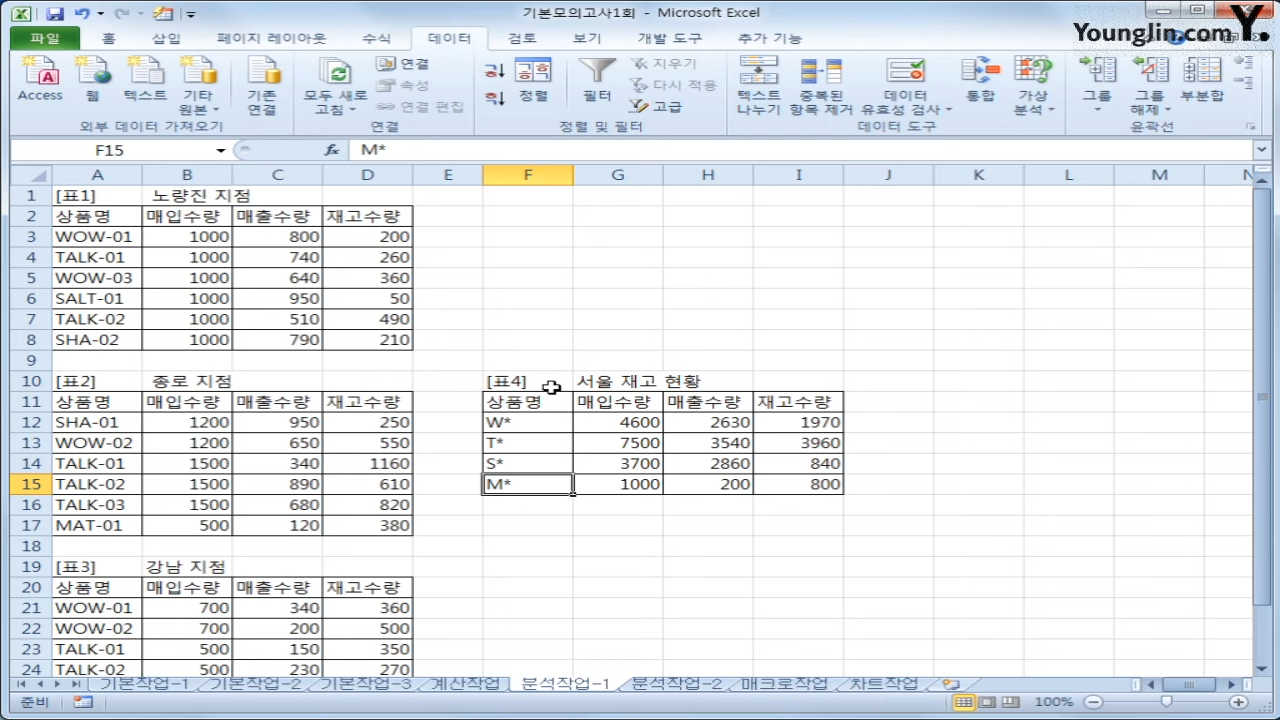 기본모의고사1회 - Microsoft Excel
Younglin.com Y.
파일 홈 삽입 페이지 레이아웃 수식 데이터 검토 보기 개발 도구 추가 기능
Access 웹 텍스트 기타 원본 기존 연결 모두 새로 고침 연결 속성 연결 편집 정렬 필터 지우기 다시 적용 고급 텍스트 나누기 중복된 항목 제거 데이터 유효성 검사 통합 가상 분석 그룹 그룹 해제 부분합
외부 데이터 가져오기 연결 정렬 및 필터 데이터 도구 윤곽선
F15 fx M*
A B C D E F G H I J K L M N
1 [표1] 노량진 지점
2 상품명 매입수량 매출수량 재고수량
3 WOW-01 1000 800 200
4 TALK-01 1000 740 260
5 WOW-03 1000 640 360
6 SALT-01 1000 950 50
7 TALK-02 1000 510 490
8 SHA-02 1000 790 210
9
10 [표2] 종로 지점 [표4] 서울 재고 현황
11 상품명 매입수량 매출수량 재고수량 상품명 매입수량 매출수량 재고수량
12 SHA-01 1200 950 250 W* 4600 2630 1970
13 WOW-02 1200 650 550 T* 7500 3540 3960
14 TALK-01 1500 340 1160 S* 3700 2860 840
15 TALK-02 1500 890 610 M* 1000 200 800
16 TALK-03 1500 680 820
17 MAT-01 500 120 380
18
19 [표3] 강남 지점
20 상품명 매입수량 매출수량 재고수량
21 WOW-01 700 340 360
22 WOW-02 700 200 500
23 TALK-01 500 150 350
24 TALK-02 500 230 270
기본작업-1 기본작업-2 기본작업-3 계산작업 분석작업-1 분석작업-2 매크로작업 차트작업
준비 100%